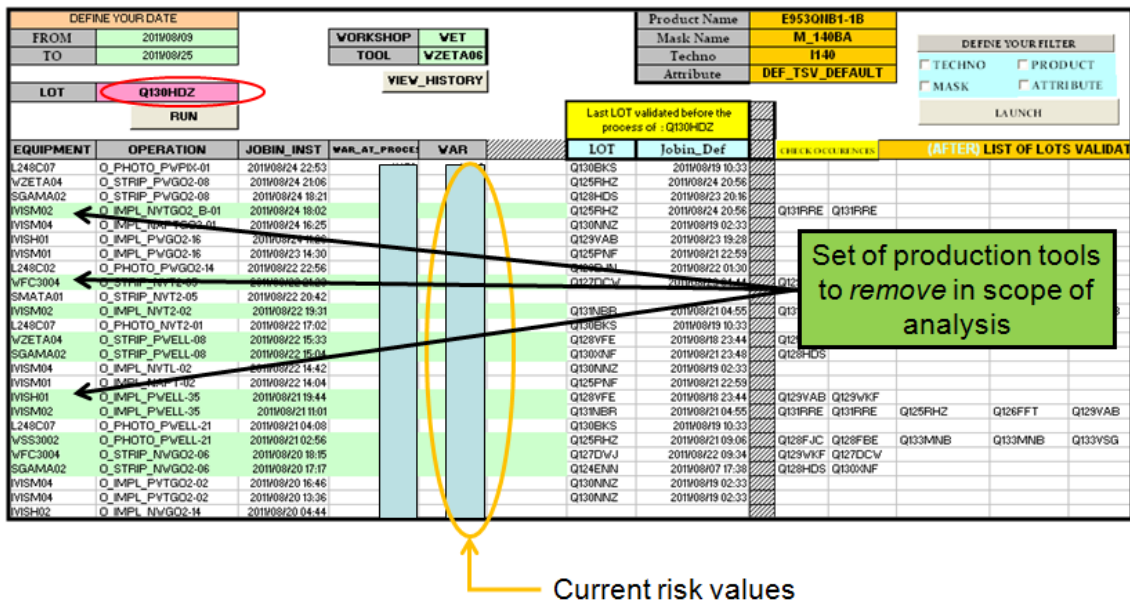 DEFINE YOUR DATE
FROM 2011/08/09
TO 2011/08/25
WORKSHOP WET
TOOL WZETA06
VIEW_HISTORY
LOT Q130HDZ
RUN
Product Name E953QNB1-1B
Mask Name M_140BA
Techno I140
Attribute DEF_TSV_DEFAULT
DEFINE YOUR FILTER
TECHNO PRODUCT
MASK ATTRIBUTE
LAUNCH
Last LOT validated before the
process of : Q130HDZ
EQUIPMENT OPERATION JOBIN_INST WAR_AT_PROCES WAR LOT Jobin_Def CHECK OCCURENCES (AFTER) LIST OF LOTS VALIDAT
L248C07 O_PHOTO_PWPIX-01 2011/08/24 22:53 Q130BKS 2011/08/19 10:33
WZETA04 O_STRIP_PWGO2-08 2011/08/24 21:06 Q125RHZ 2011/08/24 20:56
SGAMA02 O_STRIP_PWGO2-08 2011/08/24 18:21 Q128HDS 2011/08/23 20:16
IVISM02 O_IMPL_NVTGO2_B-01 2011/08/24 18:02 Q125RHZ 2011/08/24 20:56 Q131RRE Q131RRE
IVISM04 2011/08/24 16:25 Q130NNZ 2011/08/19 02:33
IVISH01 O_IMPL_PWGO2-16 Q129VAB 2011/08/23 19:28
IVISM01 O_IMPL_PWGO2-16 2011/08/23 14:30 Q125PNF 2011/08/21 22:59
L248C02 O_PHOTO_PWGO2-14 2011/08/22 22:56 2011/08/22 01:30
WFC3004 Q127DCW
SMATA01 O_STRIP_NVT2-05 2011/08/22 20:42
IVISM02 O_IMPL_NVT2-02 2011/08/22 19:31 Q131NBR 2011/08/21 04:55
L248C07 O_PHOTO_NVT2-01 2011/08/22 17:02 Q130BKS 2011/08/19 10:33
WZETA04 O_STRIP_PWELL-08 2011/08/22 15:33 Q128VFE 2011/08/18 23:44
SGAMA02 O_STRIP_PWELL-08 2011/08/22 15:04 Q130XNF 2011/08/21 23:48 Q128HDS
IVISM04 O_IMPL_NVTL-02 2011/08/22 14:42 Q130NNZ 2011/08/19 02:33
IVISM01 2011/08/22 14:04 Q125PNF 2011/08/21 22:59
IVISH01 O_IMPL_PWELL-35 2011/08/21 19:44 Q128VFE 2011/08/18 23:44 Q129VAB Q129WKF
IVISM02 O_IMPL_PWELL-35 2011/08/21 11:01 Q131NBR 2011/08/21 04:55 Q131RRE Q131RRE Q125RHZ Q126FFT Q129VAB
L248C07 O_PHOTO_PWELL-21 2011/08/21 04:08 Q130BKS 2011/08/19 10:33
WSS3002 O_PHOTO_PWELL-21 2011/08/21 02:56 Q125RHZ 2011/08/21 09:06 Q128FJC Q128FBE Q133MNB Q133MNB Q133VSG
WFC3004 O_STRIP_NWGO2-06 2011/08/20 18:15 Q127DWJ 2011/08/22 09:34 Q129WKF Q127DCW
SGAMA02 O_STRIP_NWGO2-06 2011/08/20 17:17 Q124ENN 2011/08/07 17:38 Q128HDS Q130XNF
IVISM04 O_IMPL_PVTGO2-02 2011/08/20 16:46 Q130NNZ 2011/08/19 02:33
IVISM04 O_IMPL_PVTGO2-02 2011/08/20 13:36 Q130NNZ 2011/08/19 02:33
IVISH02 O_IMPL_NWGO2-14 2011/08/20 04:44
Set of production tools
to remove in scope of
analysis
Current risk values